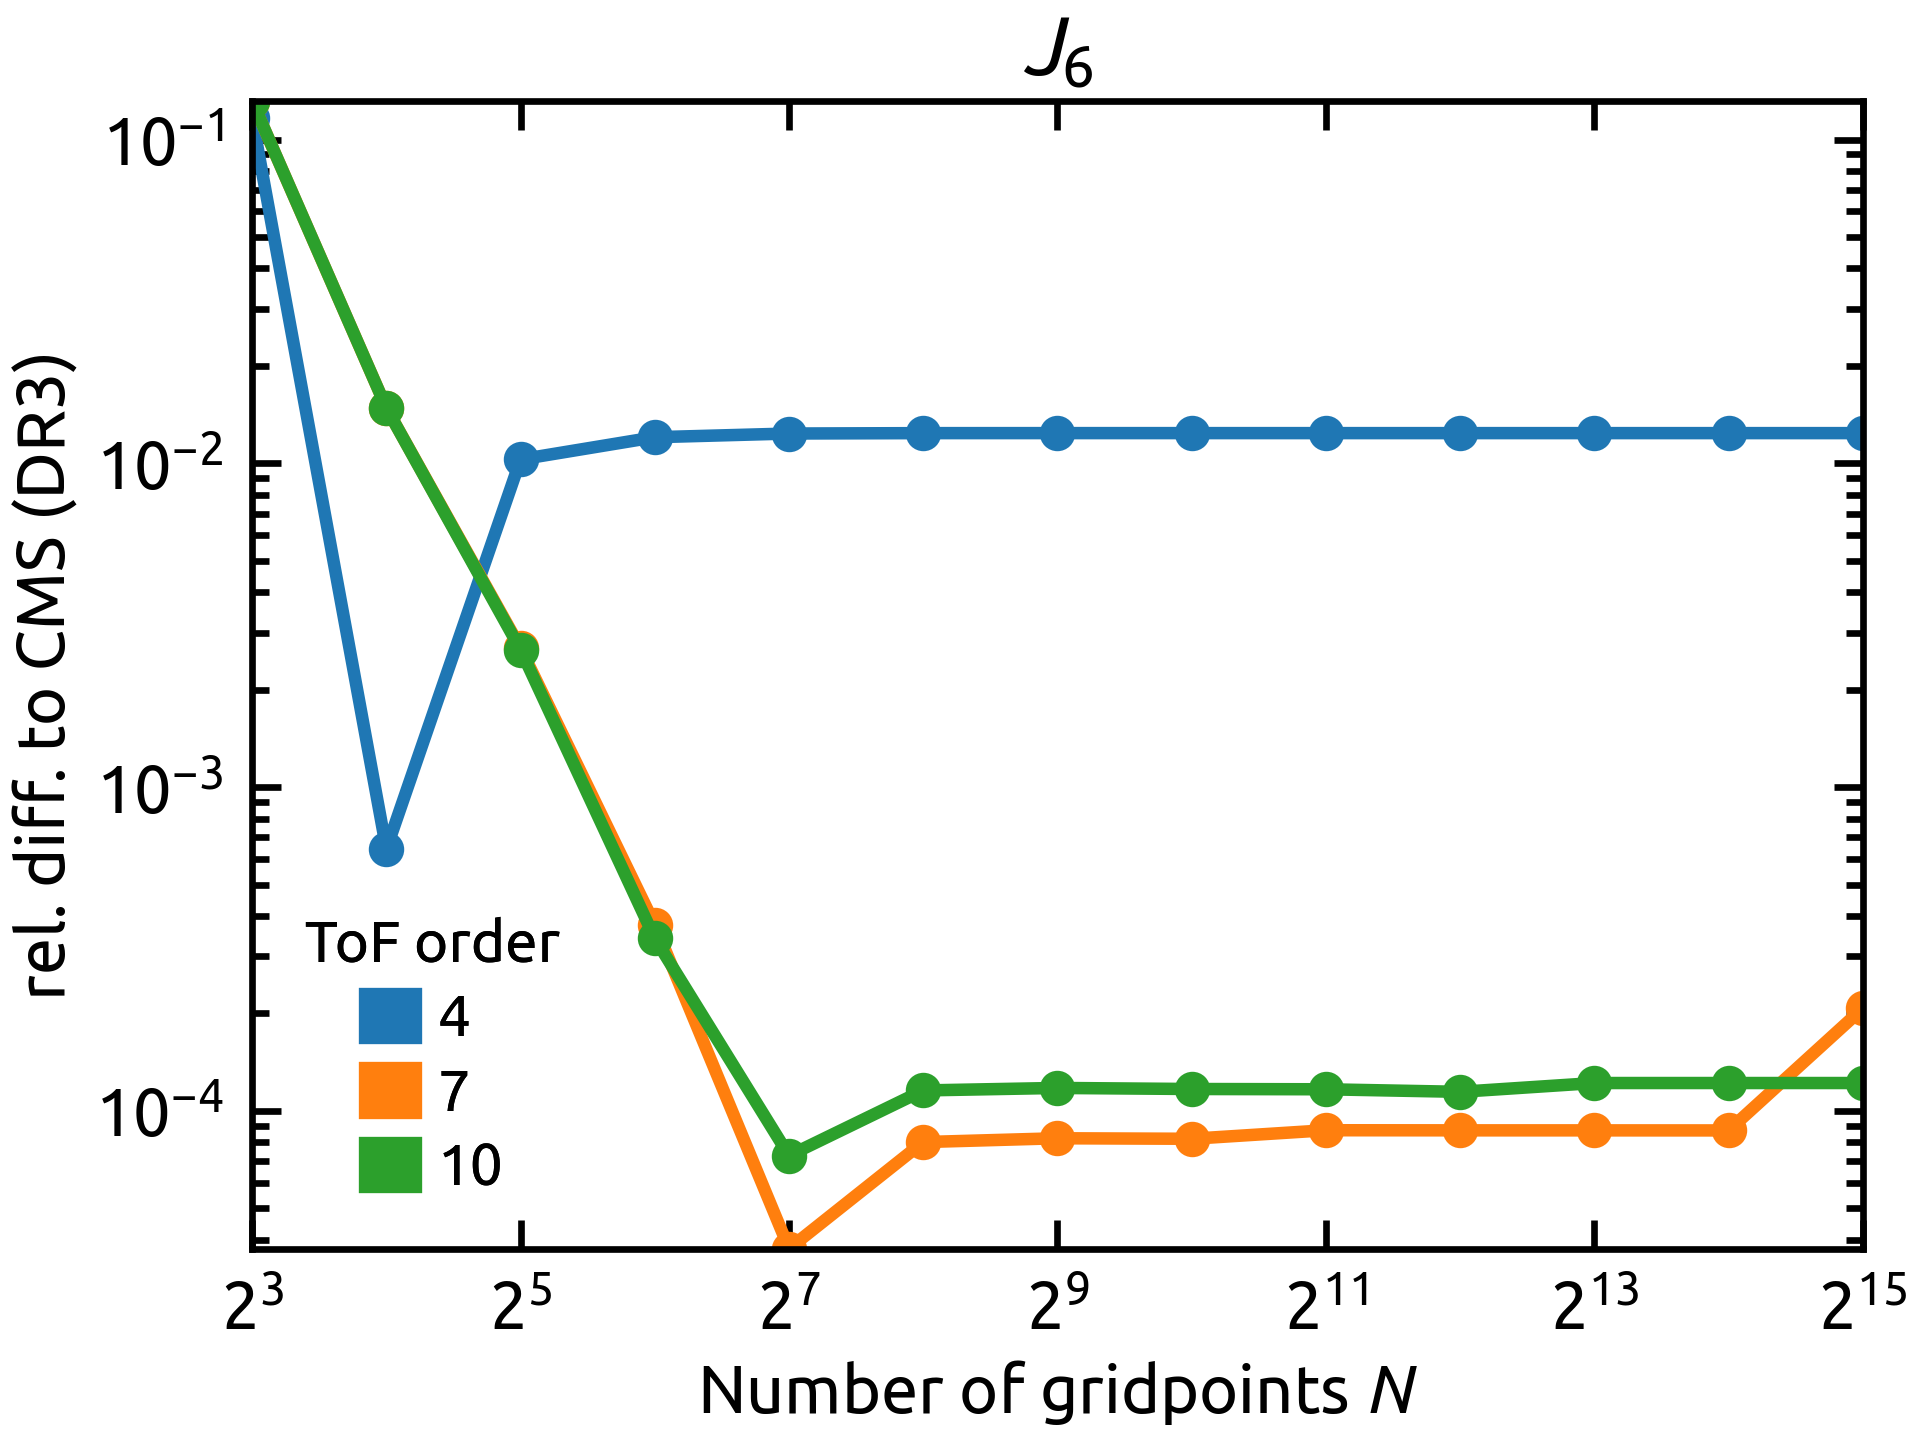 J₆
rel. diff. to CMS (DR3)
10⁻¹
10⁻²
10⁻³
10⁻⁴
ToF order
4
7
10
2³ 2⁵ 2⁷ 2⁹ 2¹¹ 2¹³ 2¹⁵
Number of gridpoints N